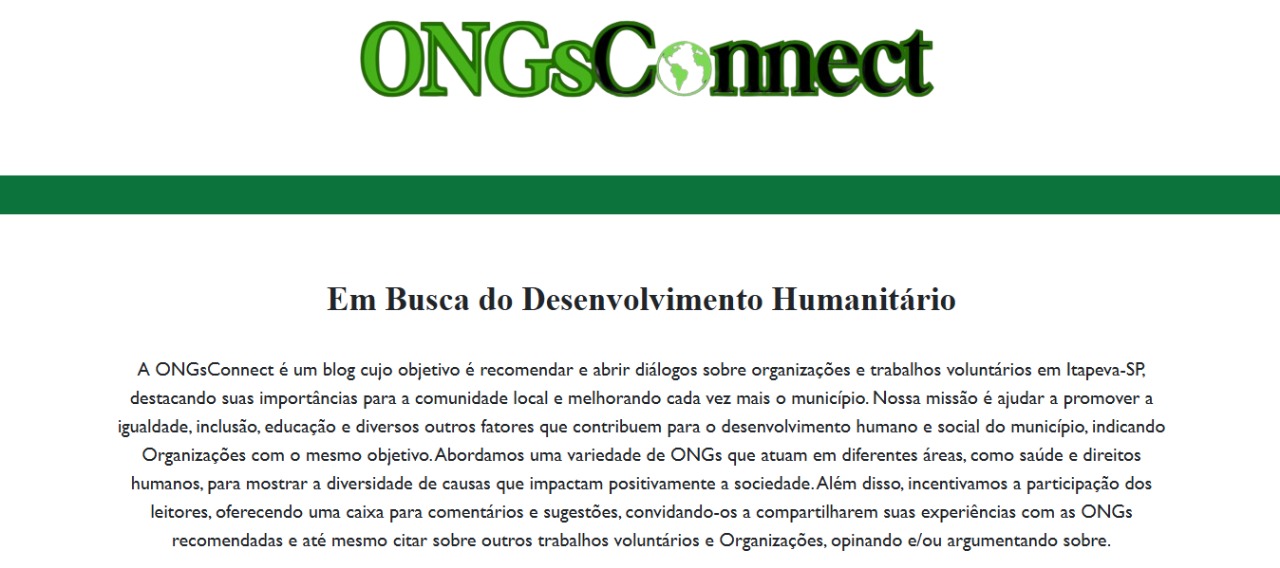 ONGsConnect
Em Busca do Desenvolvimento Humanitário
A ONGsConnect é um blog cujo objetivo é recomendar e abrir diálogos sobre organizações e trabalhos voluntários em Itapeva-SP,
destacando suas importâncias para a comunidade local e melhorando cada vez mais o município. Nossa missão é ajudar a promover a
igualdade, inclusão, educação e diversos outros fatores que contribuem para o desenvolvimento humano e social do município, indicando
Organizações com o mesmo objetivo. Abordamos uma variedade de ONGs que atuam em diferentes áreas, como saúde e direitos
humanos, para mostrar a diversidade de causas que impactam positivamente a sociedade. Além disso, incentivamos a participação dos
leitores, oferecendo uma caixa para comentários e sugestões, convidando-os a compartilharem suas experiências com as ONGs
recomendadas e até mesmo citar sobre outros trabalhos voluntários e Organizações, opinando e/ou argumentando sobre.